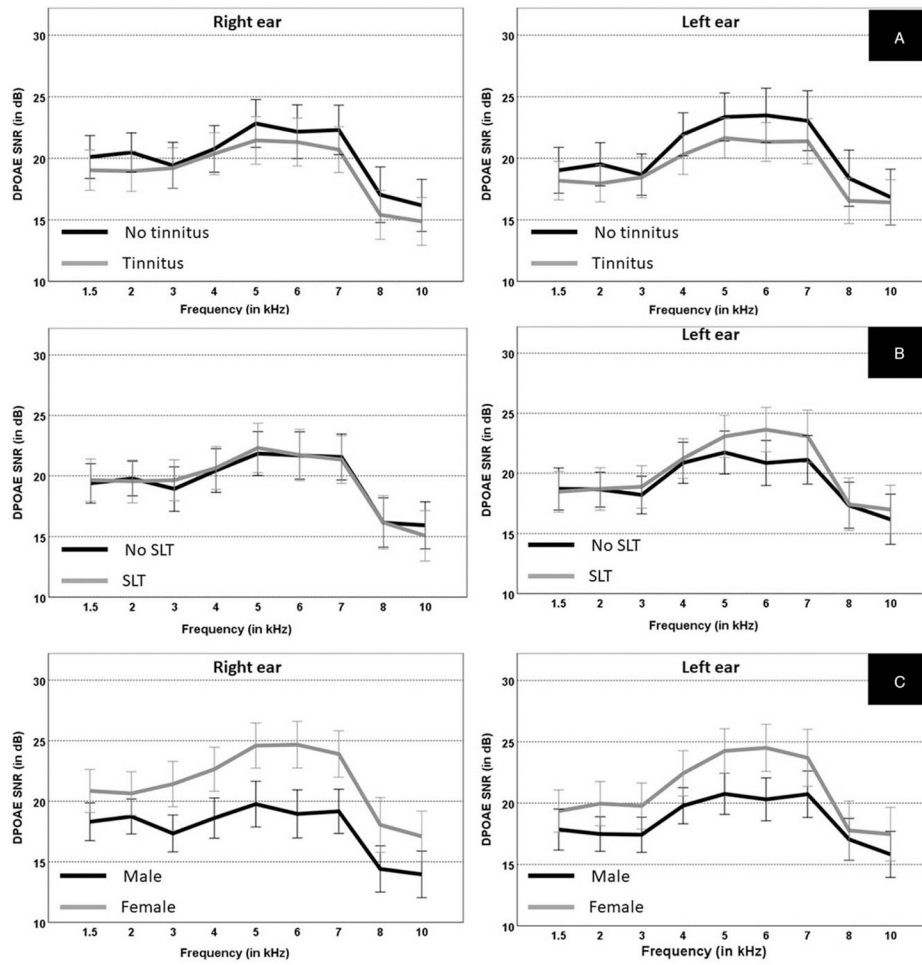 Right ear
DPOAE SNR (in dB)
30
25
20
15
10
No tinnitus
Tinnitus
1.5 2 3 4 5 6 7 8 10
Frequency (in kHz)
Left ear
A
DPOAE SNR (in dB)
30
25
20
15
10
No tinnitus
Tinnitus
1.5 2 3 4 5 6 7 8 10
Frequency (in kHz)
DPOAE SNR (in dB)
30
25
20
15
10
No SLT
SLT
1.5 2 3 4 5 6 7 8 10
Frequency (in kHz)
Left ear
B
DPOAE SNR (in dB)
30
25
20
15
10
No SLT
SLT
1.5 2 3 4 5 6 7 8 10
Frequency (in kHz)
Right ear
DPOAE SNR (in dB)
30
25
20
15
10
Male
Female
1.5 2 3 4 5 6 7 8 10
Frequency (in kHz)
Left ear
C
DPOAE SNR (in dB)
30
25
20
15
10
Male
Female
1.5 2 3 4 5 6 7 8 10
Frequency (in kHz)